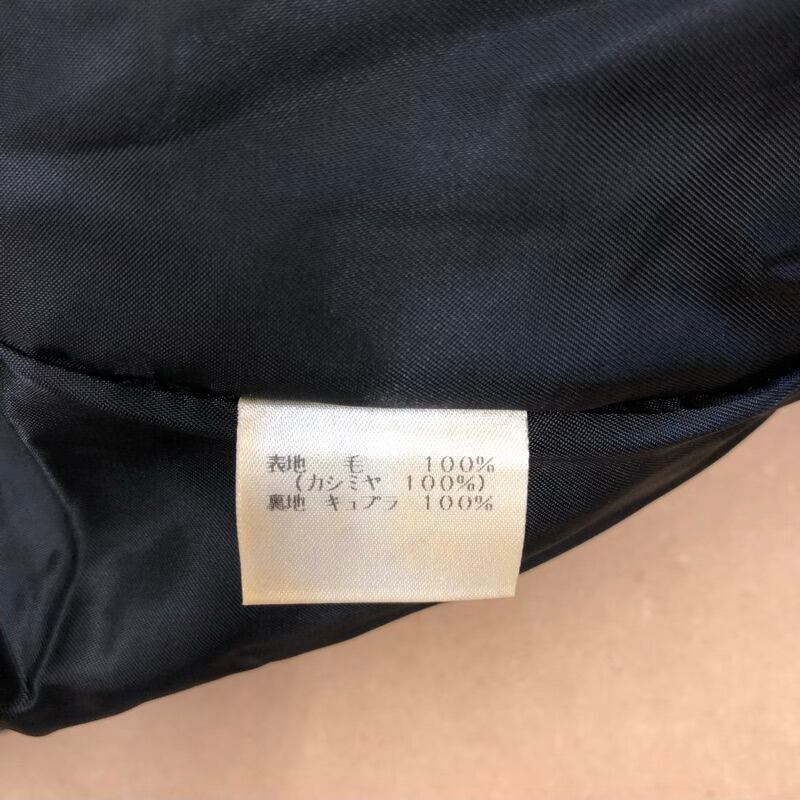 表地　毛　100%
(カシミヤ　100%)
裏地 キュプラ 100%